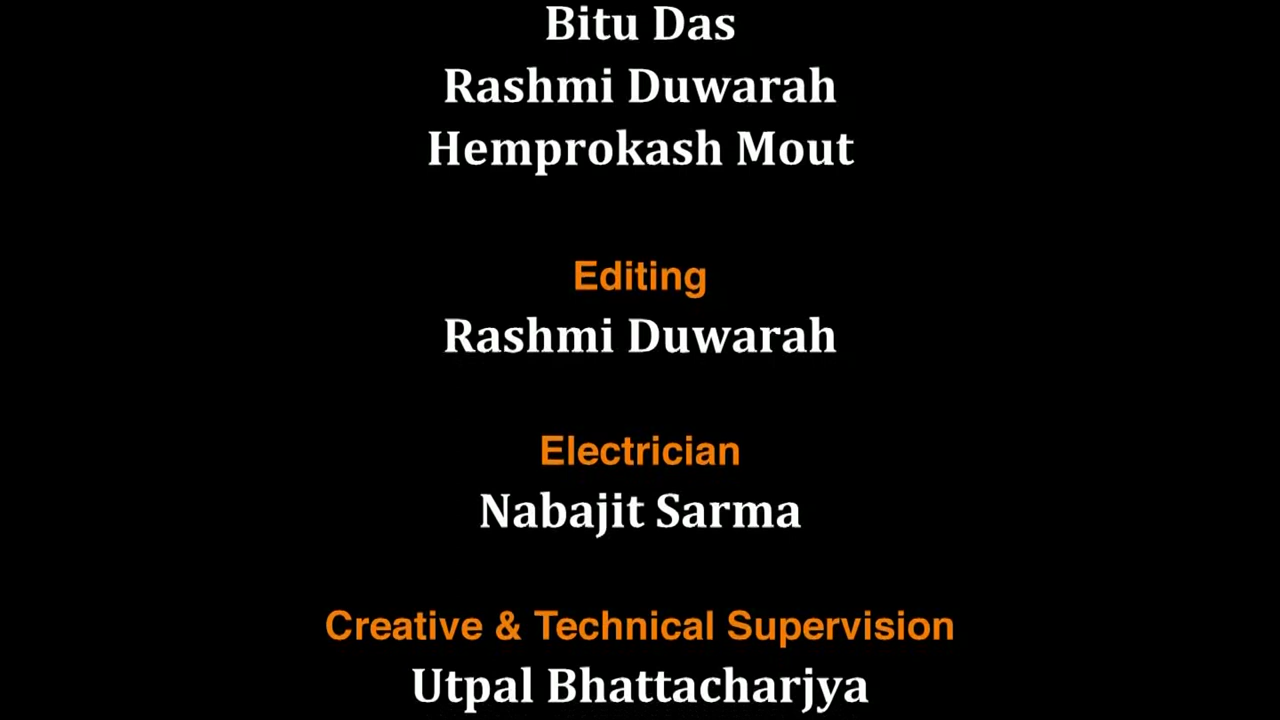 Bitu Das
Rashmi Duwarah
Hemprokash Mout
Editing
Rashmi Duwarah
Electrician
Nabajit Sarma
Creative & Technical Supervision
Utpal Bhattacharjya